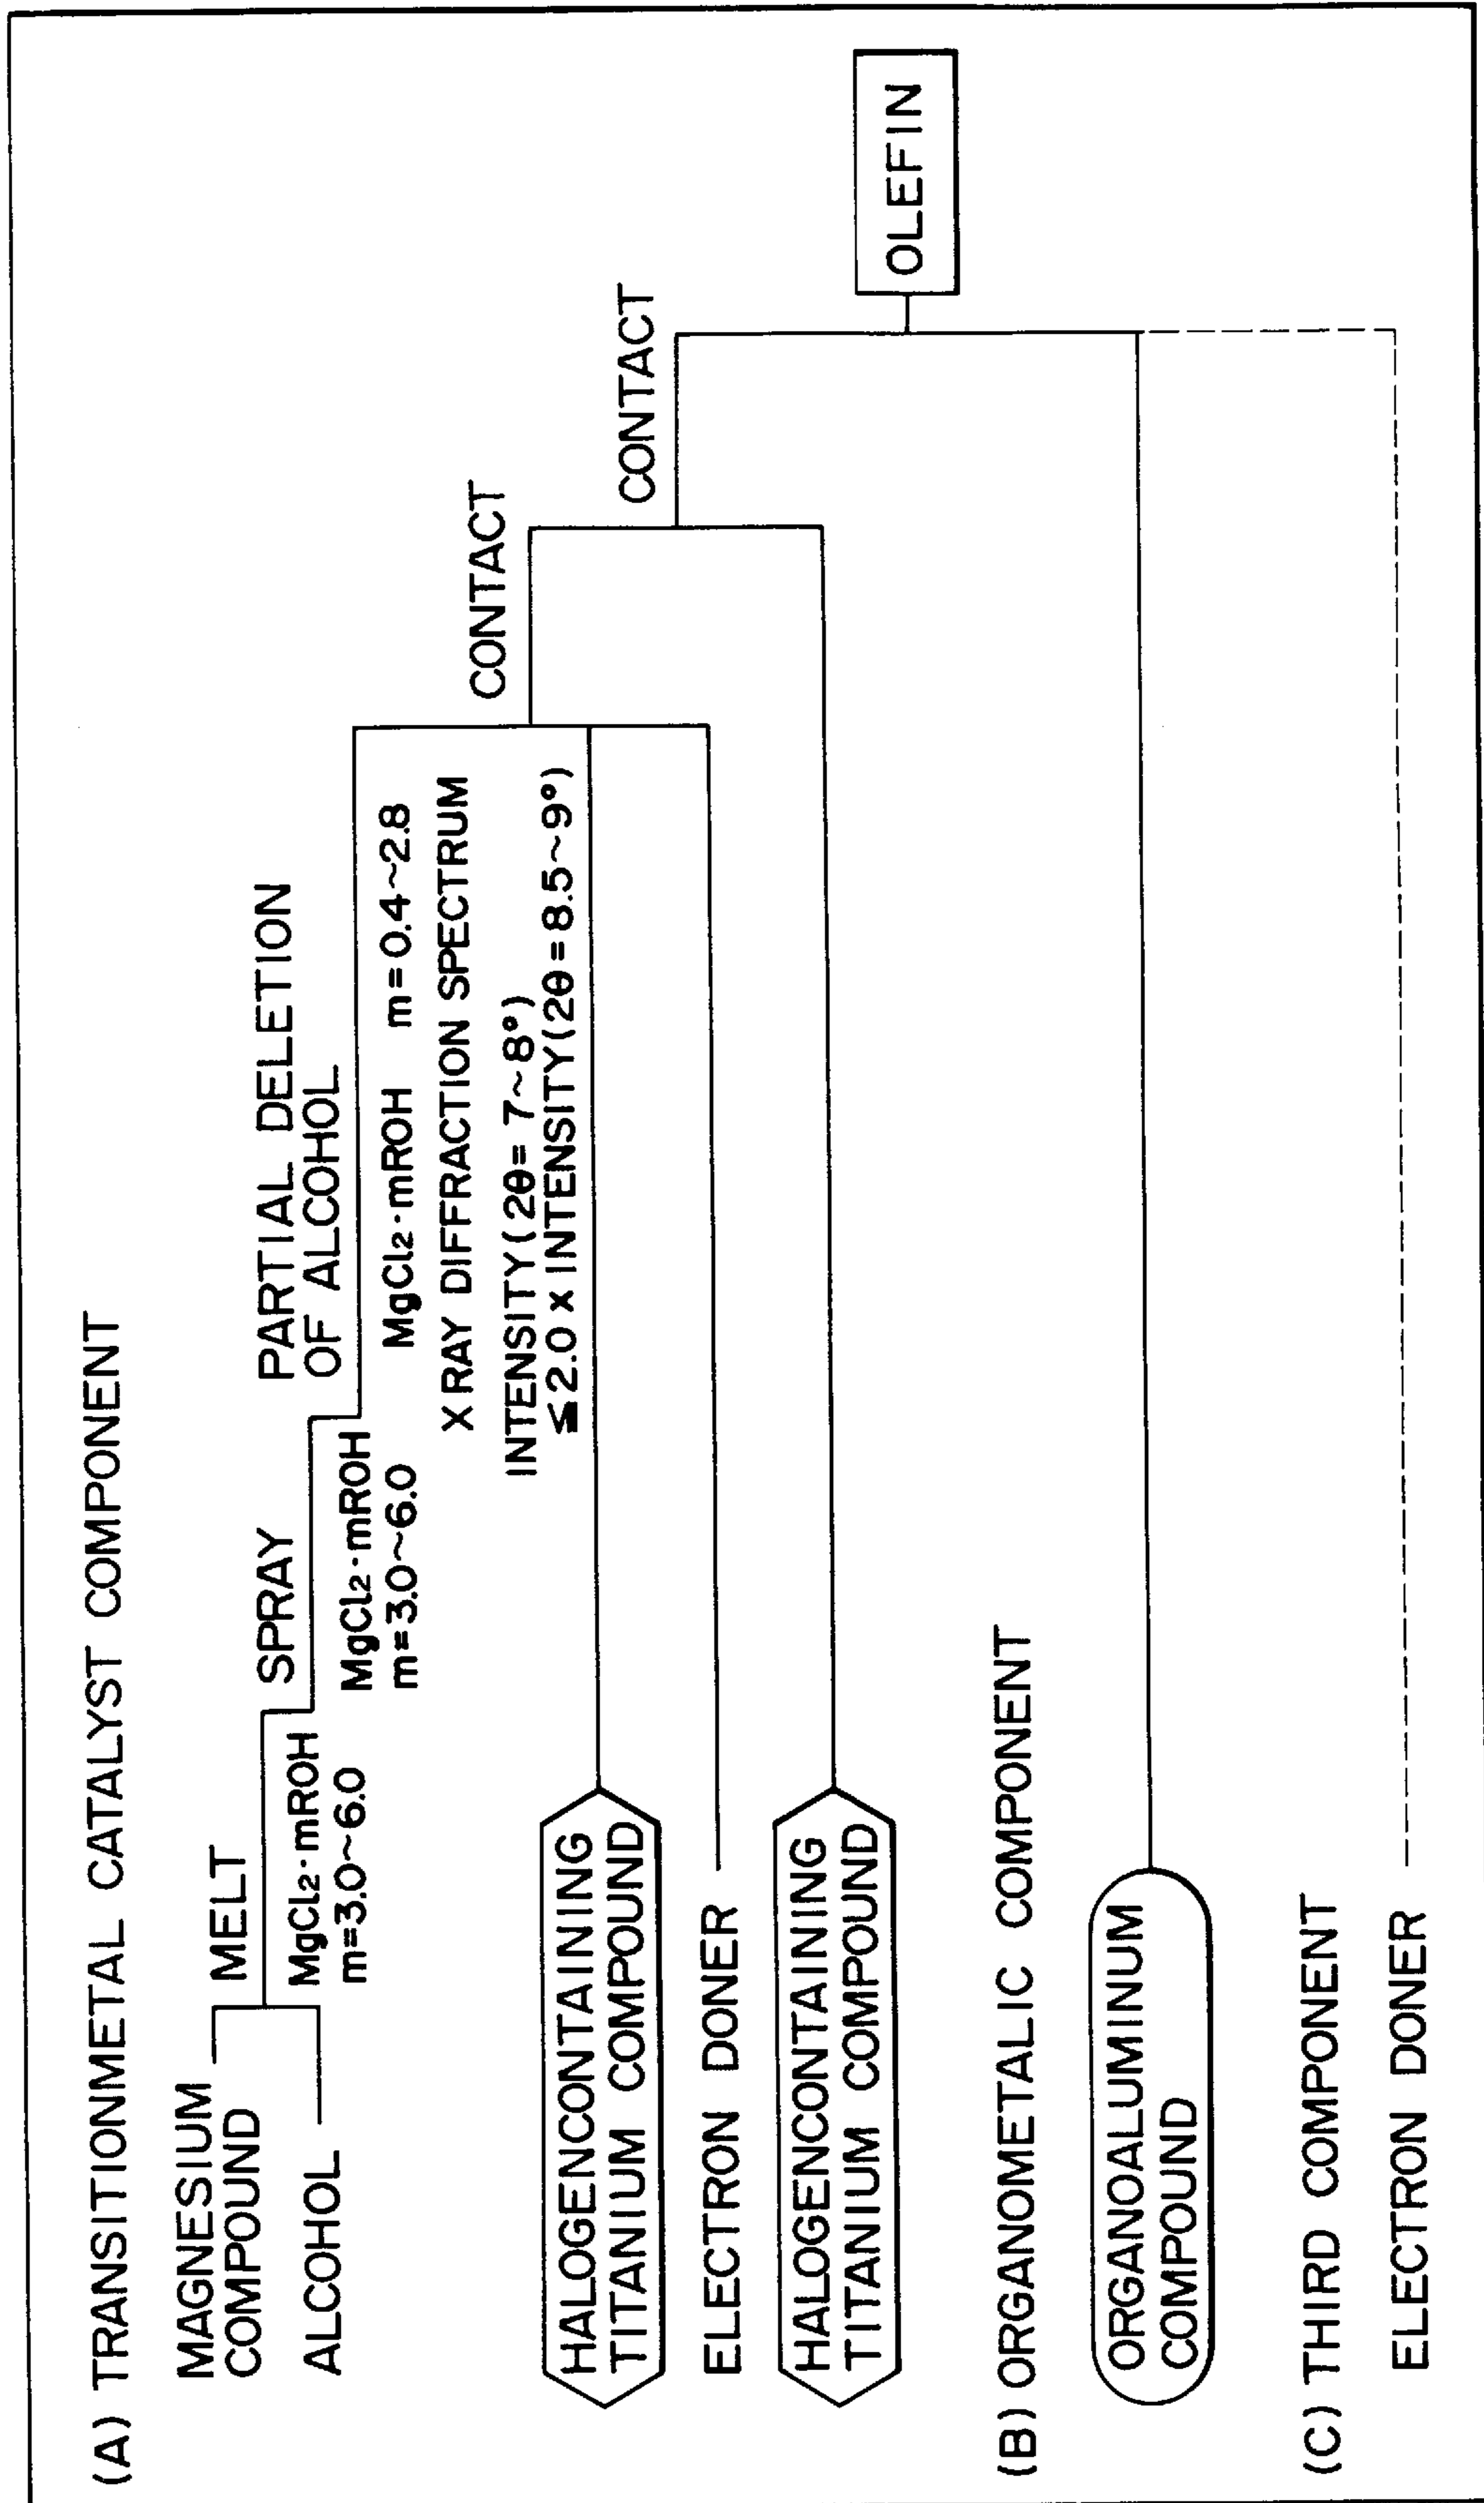 (A) TRANSITIONMETAL CATALYST COMPONENT
MAGNESIUM
COMPOUND
ALCOHOL
MELT
MgCl₂·mROH
m=3.0~6.0
SPRAY
MgCl₂·mROH
m=3.0~6.0
PARTIAL DELETION
OF ALCOHOL
MgCl₂·mROH m=0.4~2.8
X RAY DIFFRACTION SPECTRUM
INTENSITY(2θ=7~8°)
≦2.0 x INTENSITY(2θ=8.5~9°)
CONTACT
CONTACT
OLEFIN
HALOGENCONTAINING
TITANIUM COMPOUND
ELECTRON DONER
HALOGENCONTAINING
TITANIUM COMPOUND
(B) ORGANOMETALIC COMPONENT
ORGANOALUMINUM
COMPOUND
(C) THIRD COMPONENT
ELECTRON DONER